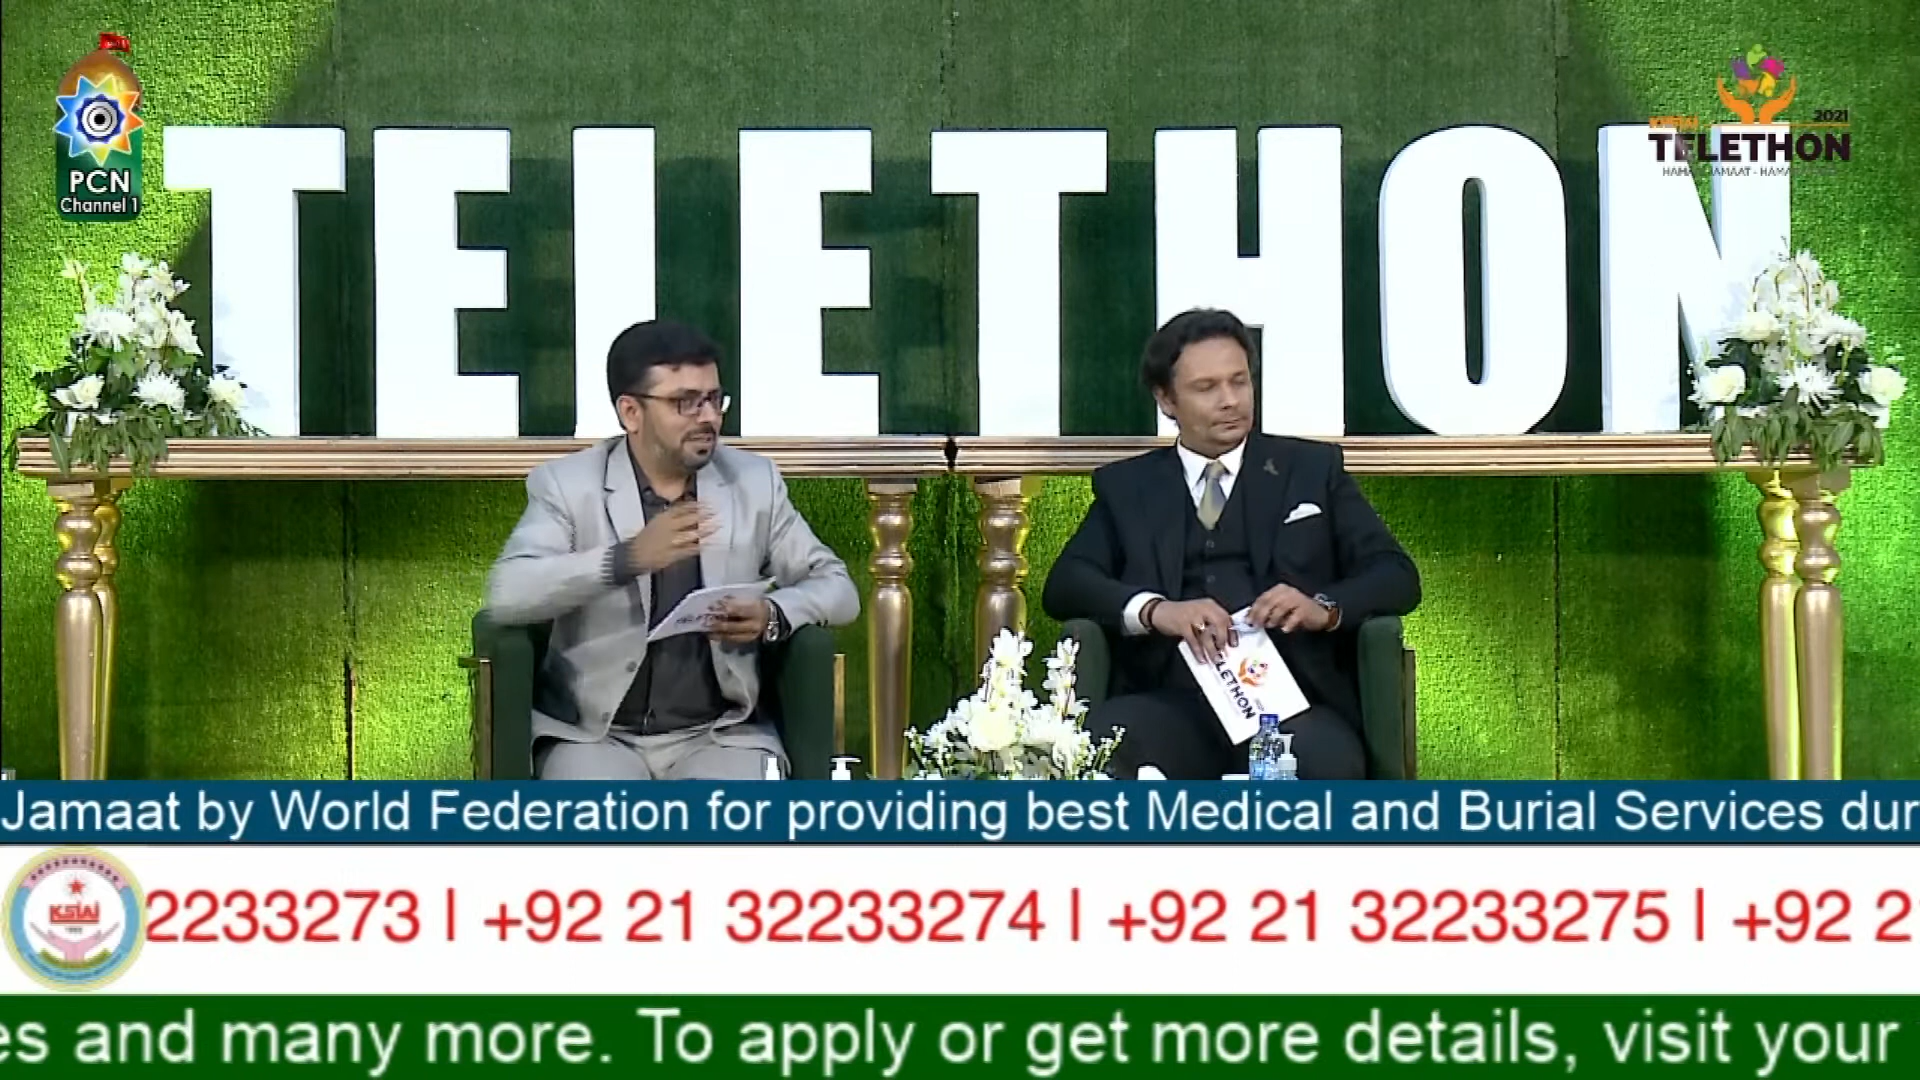 PCN
Channel 1
TELETHON
2021
TELETHON
TELETHON
Jamaat by World Federation for providing best Medical and Burial Services dur
KSIAJ
2233273 | +92 21 32233274 | +92 21 32233275 | +92 2
es and many more. To apply or get more details, visit your